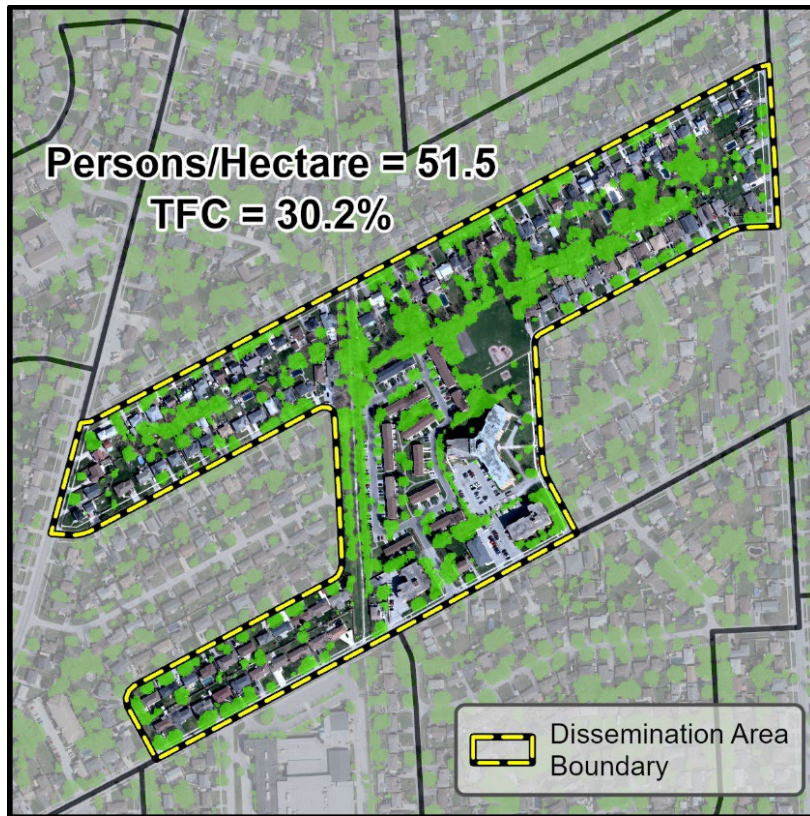 Persons/Hectare = 51.5
TFC = 30.2%
Dissemination Area
Boundary